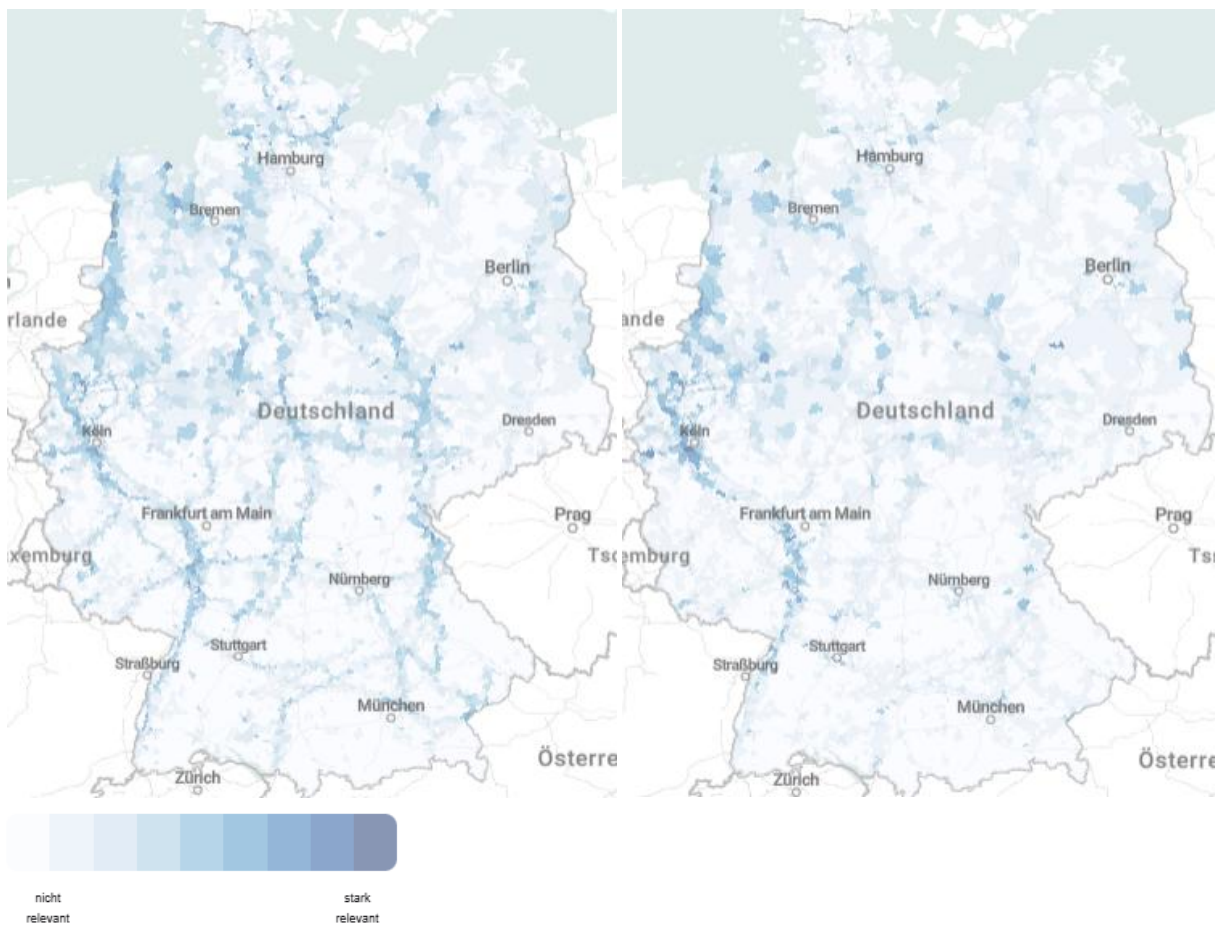 Hamburg
Bremen
Berlin
rlande
Deutschland
Köln
Dresden
Frankfurt am Main
Prag
xemburg
Tsc
Nürnberg
Stuttgart
Straßburg
München
Österre
Zürich
Hamburg
Bremen
Berlin
ande
Deutschland
Köln
Dresden
Frankfurt am Main
Prag
emburg
Ts
Nürnberg
Stuttgart
Straßburg
München
Österre
Zürich
nicht
relevant
stark
relevant